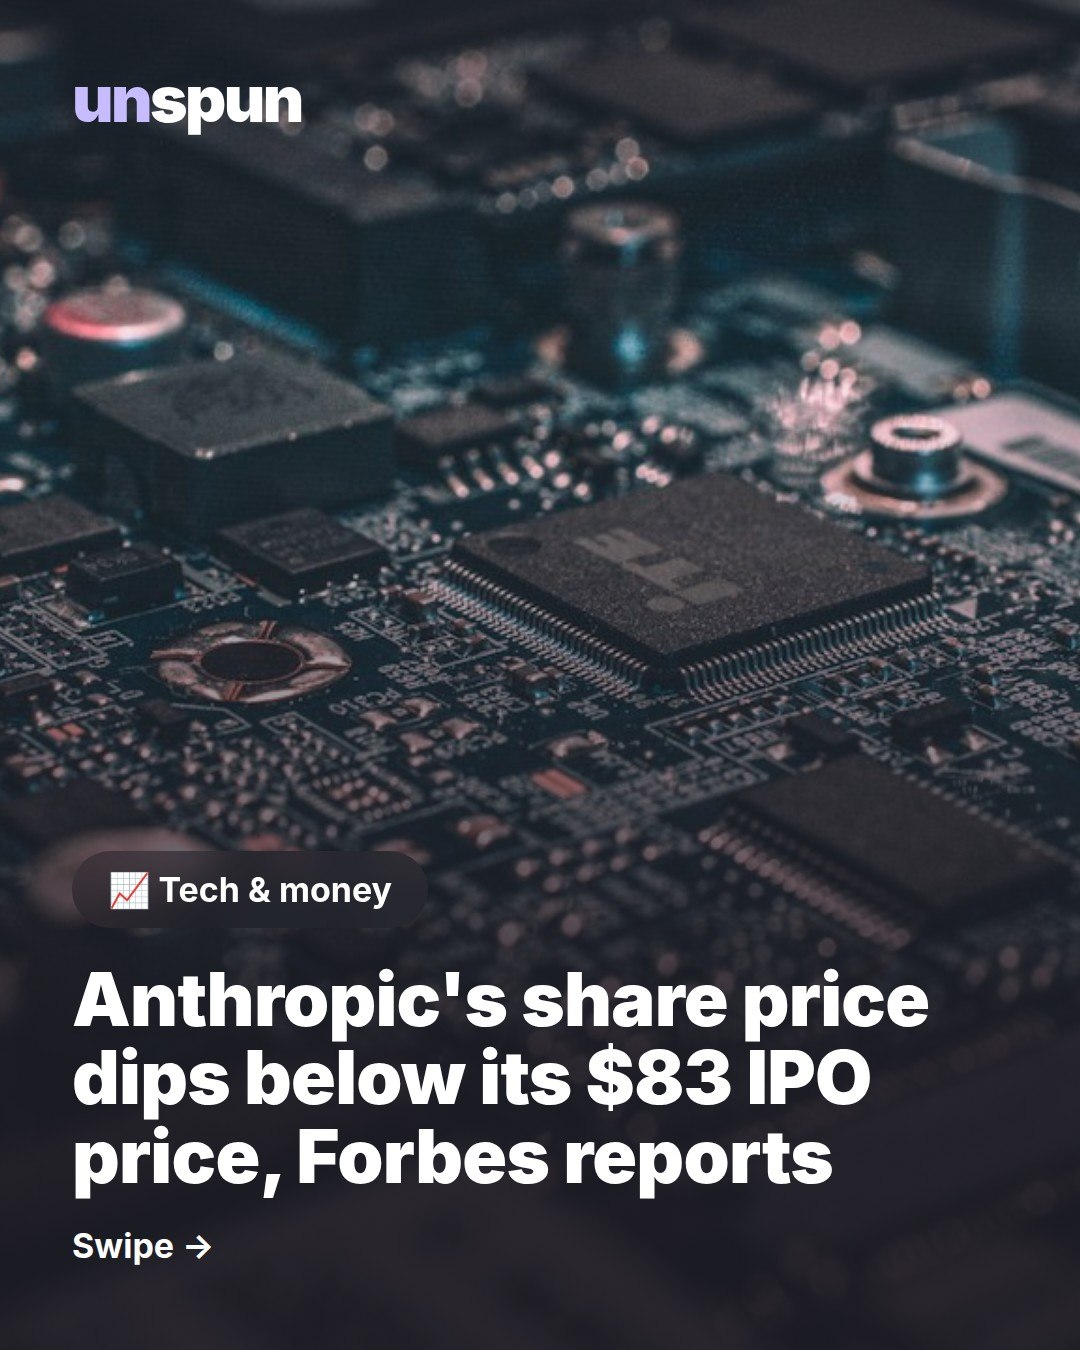 unspun
📈 Tech & money
Anthropic's share price
dips below its $83 IPO
price, Forbes reports
Swipe →